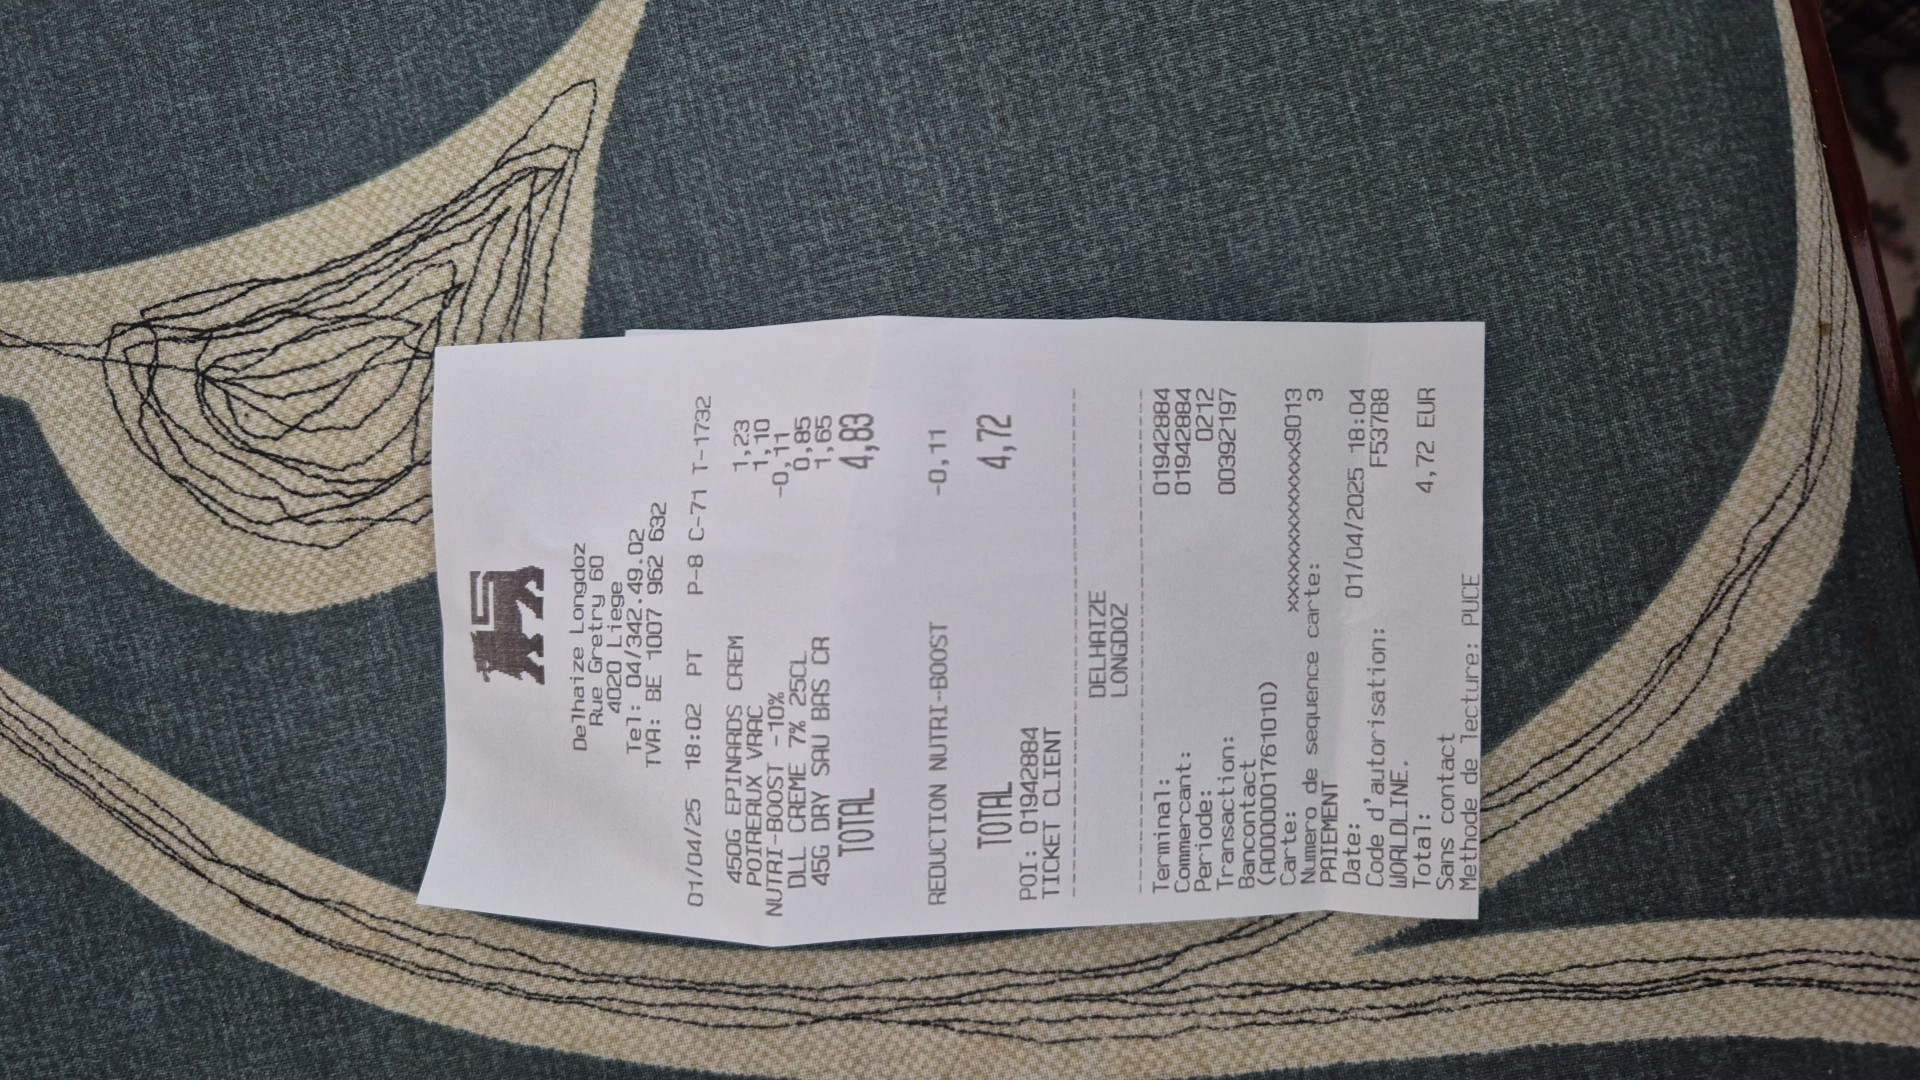 Delhaize Longdoz
Rue Gretry 60
4020 Liege
Tel: 04/342.49.02
TVA: BE 1007 962 632
01/04/25 18:02 PT P-8 C-71 T-1732
450G EPINARDS CREM 1,23
POIREAUX VRAC 1,10
NUTRI-BOOST -10% -0,11
DLL CREME 7% 25CL 0,85
45G DRY SAU BAS CR 1,65
TOTAL 4,83
REDUCTION NUTRI-BOOST -0,11
TOTAL 4,72
POI: 01942884
TICKET CLIENT
DELHAIZE
LONGDOZ
Terminal: 01942884
Commercant: 01942884
Periode: 0212
Transaction: 00392197
Bancontact
(A0000001761010)
Carte: xxxxxxxxxxxxxxx9013
Numero de sequence carte: 3
PAIEMENT
Date: 01/04/2025 18:04
Code d'autorisation: F537B8
WORLDLINE.
Total: 4,72 EUR
Sans contact
Methode de lecture: PUCE